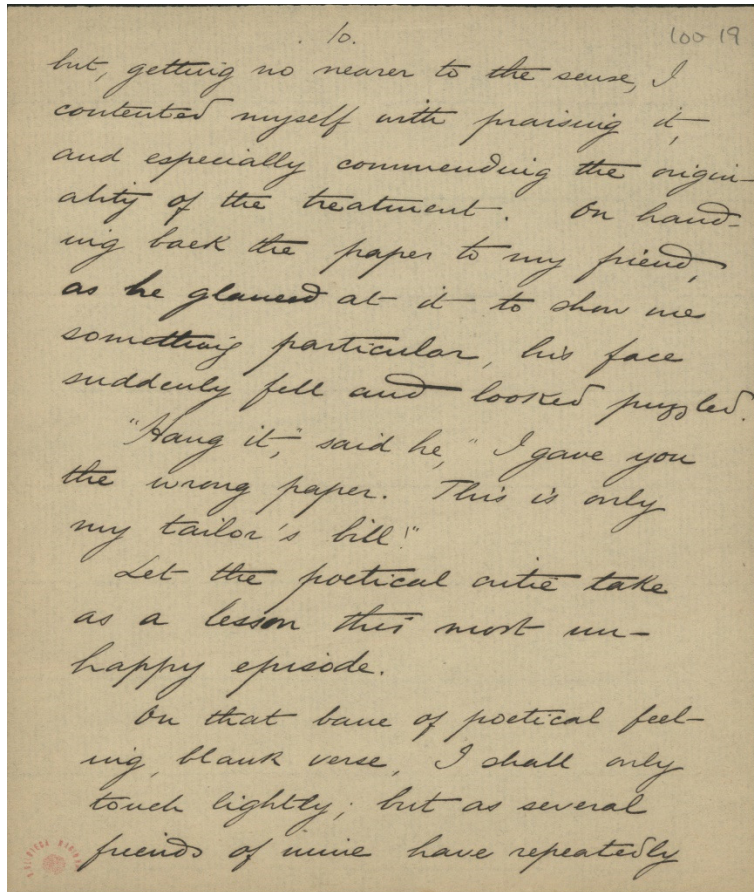 10.
100-19
but, getting no nearer to the sense, I
contented myself with praising it,
and especially commending the origin-
ality of the treatment. On hand-
ing back the paper to my friend,
as he glanced at it to show me
something particular, his face
suddenly fell and looked puzzled.
"Hang it," said he, "I gave you
the wrong paper. This is only
my tailor's bill!"
Let the poetical critic take
as a lesson this most un-
happy episode.
On that bane of poetical feel-
ing, blank verse, I shall only
touch lightly; but as several
friends of mine have repeatedly